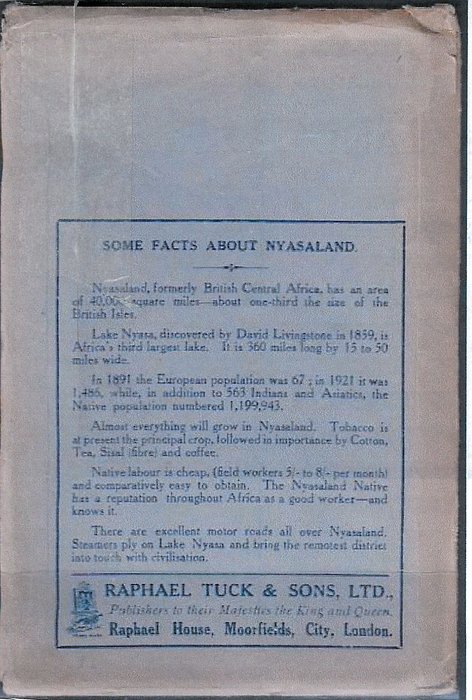 SOME FACTS ABOUT NYASALAND.
Nyasaland, formerly British Central Africa, has an area
of 40,000 square miles—about one-third the size of the
British Isles.
Lake Nyasa, discovered by David Livingstone in 1859, is
Africa's third largest lake. It is 360 miles long by 15 to 50
miles wide.
In 1891 the European population was 67; in 1921 it was
1,486, while, in addition to 563 Indians and Asiatics, the
Native population numbered 1,199,943.
Almost everything will grow in Nyasaland. Tobacco is
at present the principal crop, followed in importance by Cotton,
Tea, Sisal (fibre) and coffee.
Native labour is cheap, (field workers 5/- to 8/- per month)
and comparatively easy to obtain. The Nyasaland Native
has a reputation throughout Africa as a good worker—and
knows it.
There are excellent motor roads all over Nyasaland.
Steamers ply on Lake Nyasa and bring the remotest district
into touch with civilisation.
RAPHAEL TUCK & SONS, LTD.,
Publishers to their Majesties the King and Queen.
Raphael House, Moorfields, City, London.